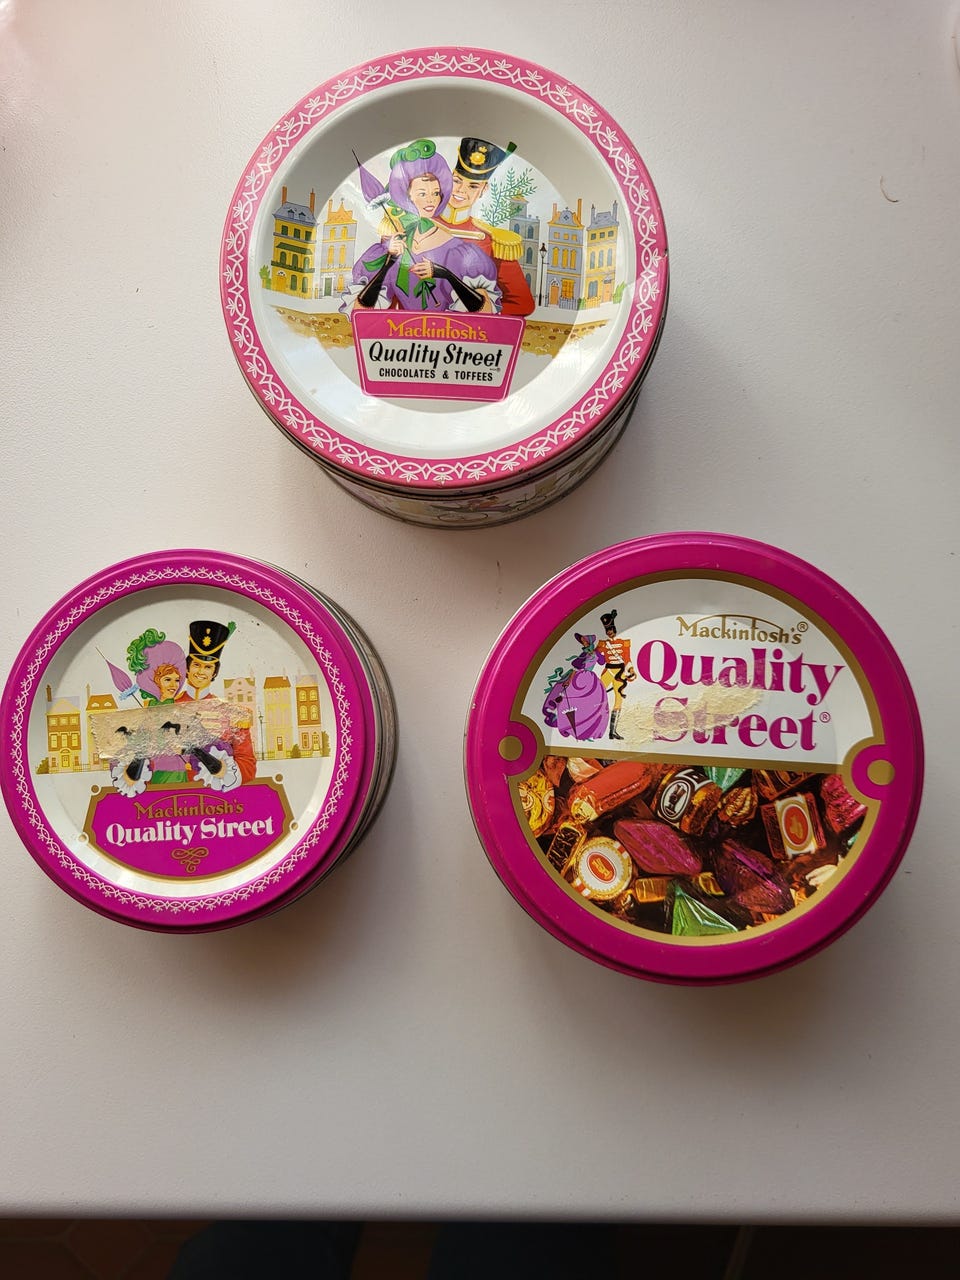 Mackintosh's
Quality Street®
CHOCOLATES & TOFFEES
Mackintosh's
Quality Street
Mackintosh's®
Quality
Street®